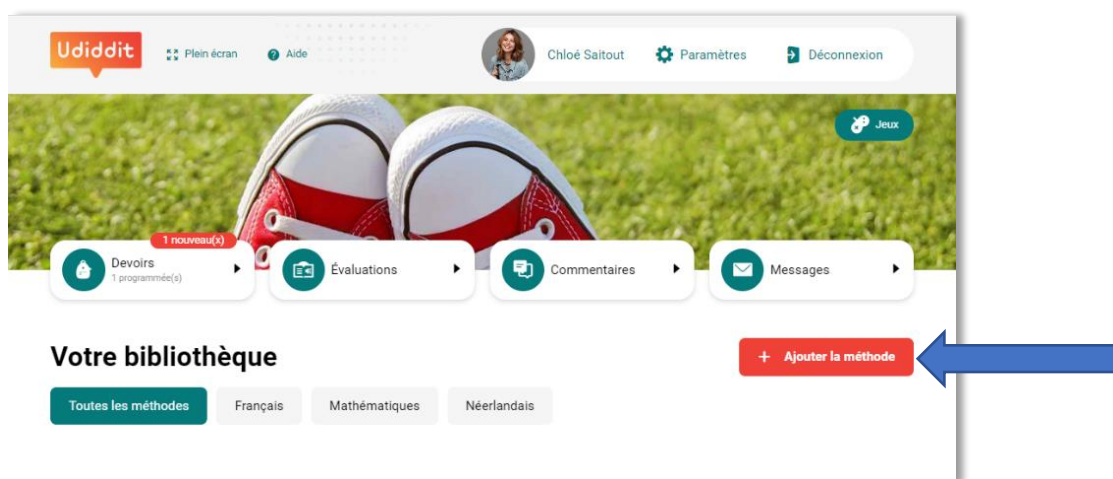 Udiddit
Plein écran
? Aide
Chloé Saitout
Paramètres
Déconnexion
Jeux
1 nouveau(x)
Devoirs
1 programmée(s)
Évaluations
Commentaires
Messages
Votre bibliothèque
+ Ajouter la méthode
Toutes les méthodes
Français
Mathématiques
Néerlandais